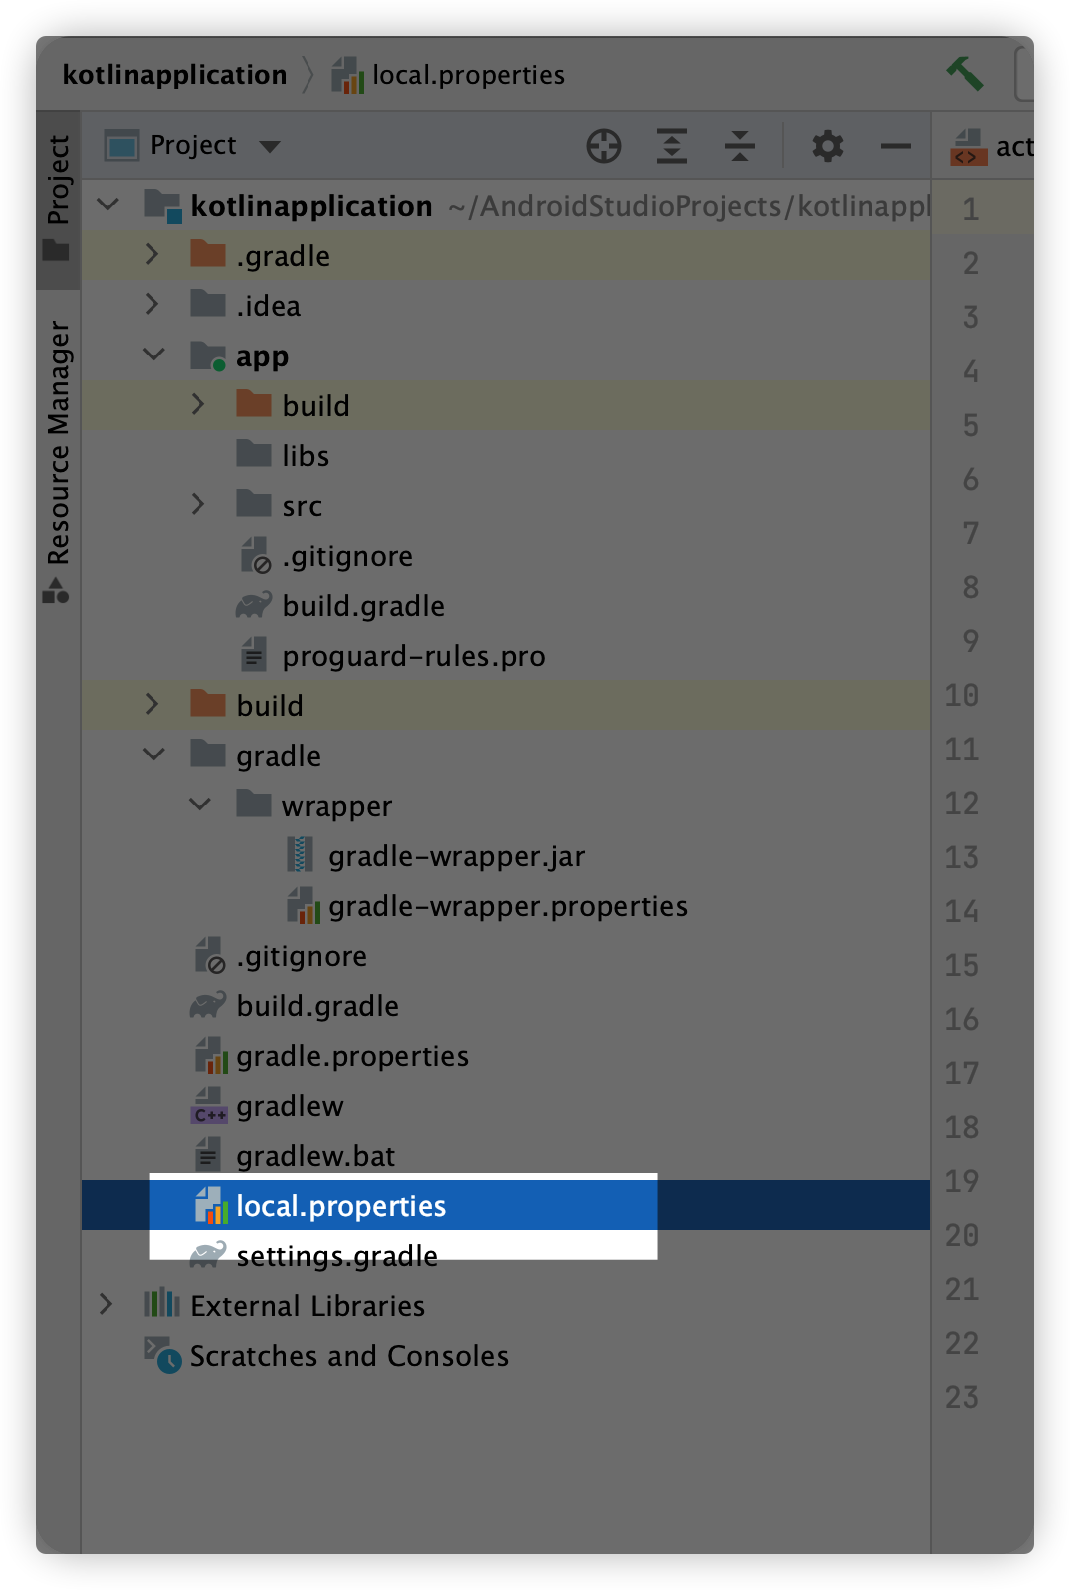 kotlinapplication local.properties
Project
Resource Manager
Project
act
kotlinapplication ~/AndroidStudioProjects/kotlinappl
.gradle
.idea
app
build
libs
src
.gitignore
build.gradle
proguard-rules.pro
build
gradle
wrapper
gradle-wrapper.jar
gradle-wrapper.properties
.gitignore
build.gradle
gradle.properties
C++ gradlew
gradlew.bat
local.properties
settings.gradle
External Libraries
Scratches and Consoles
1
2
3
4
5
6
7
8
9
10
11
12
13
14
15
16
17
18
19
20
21
22
23